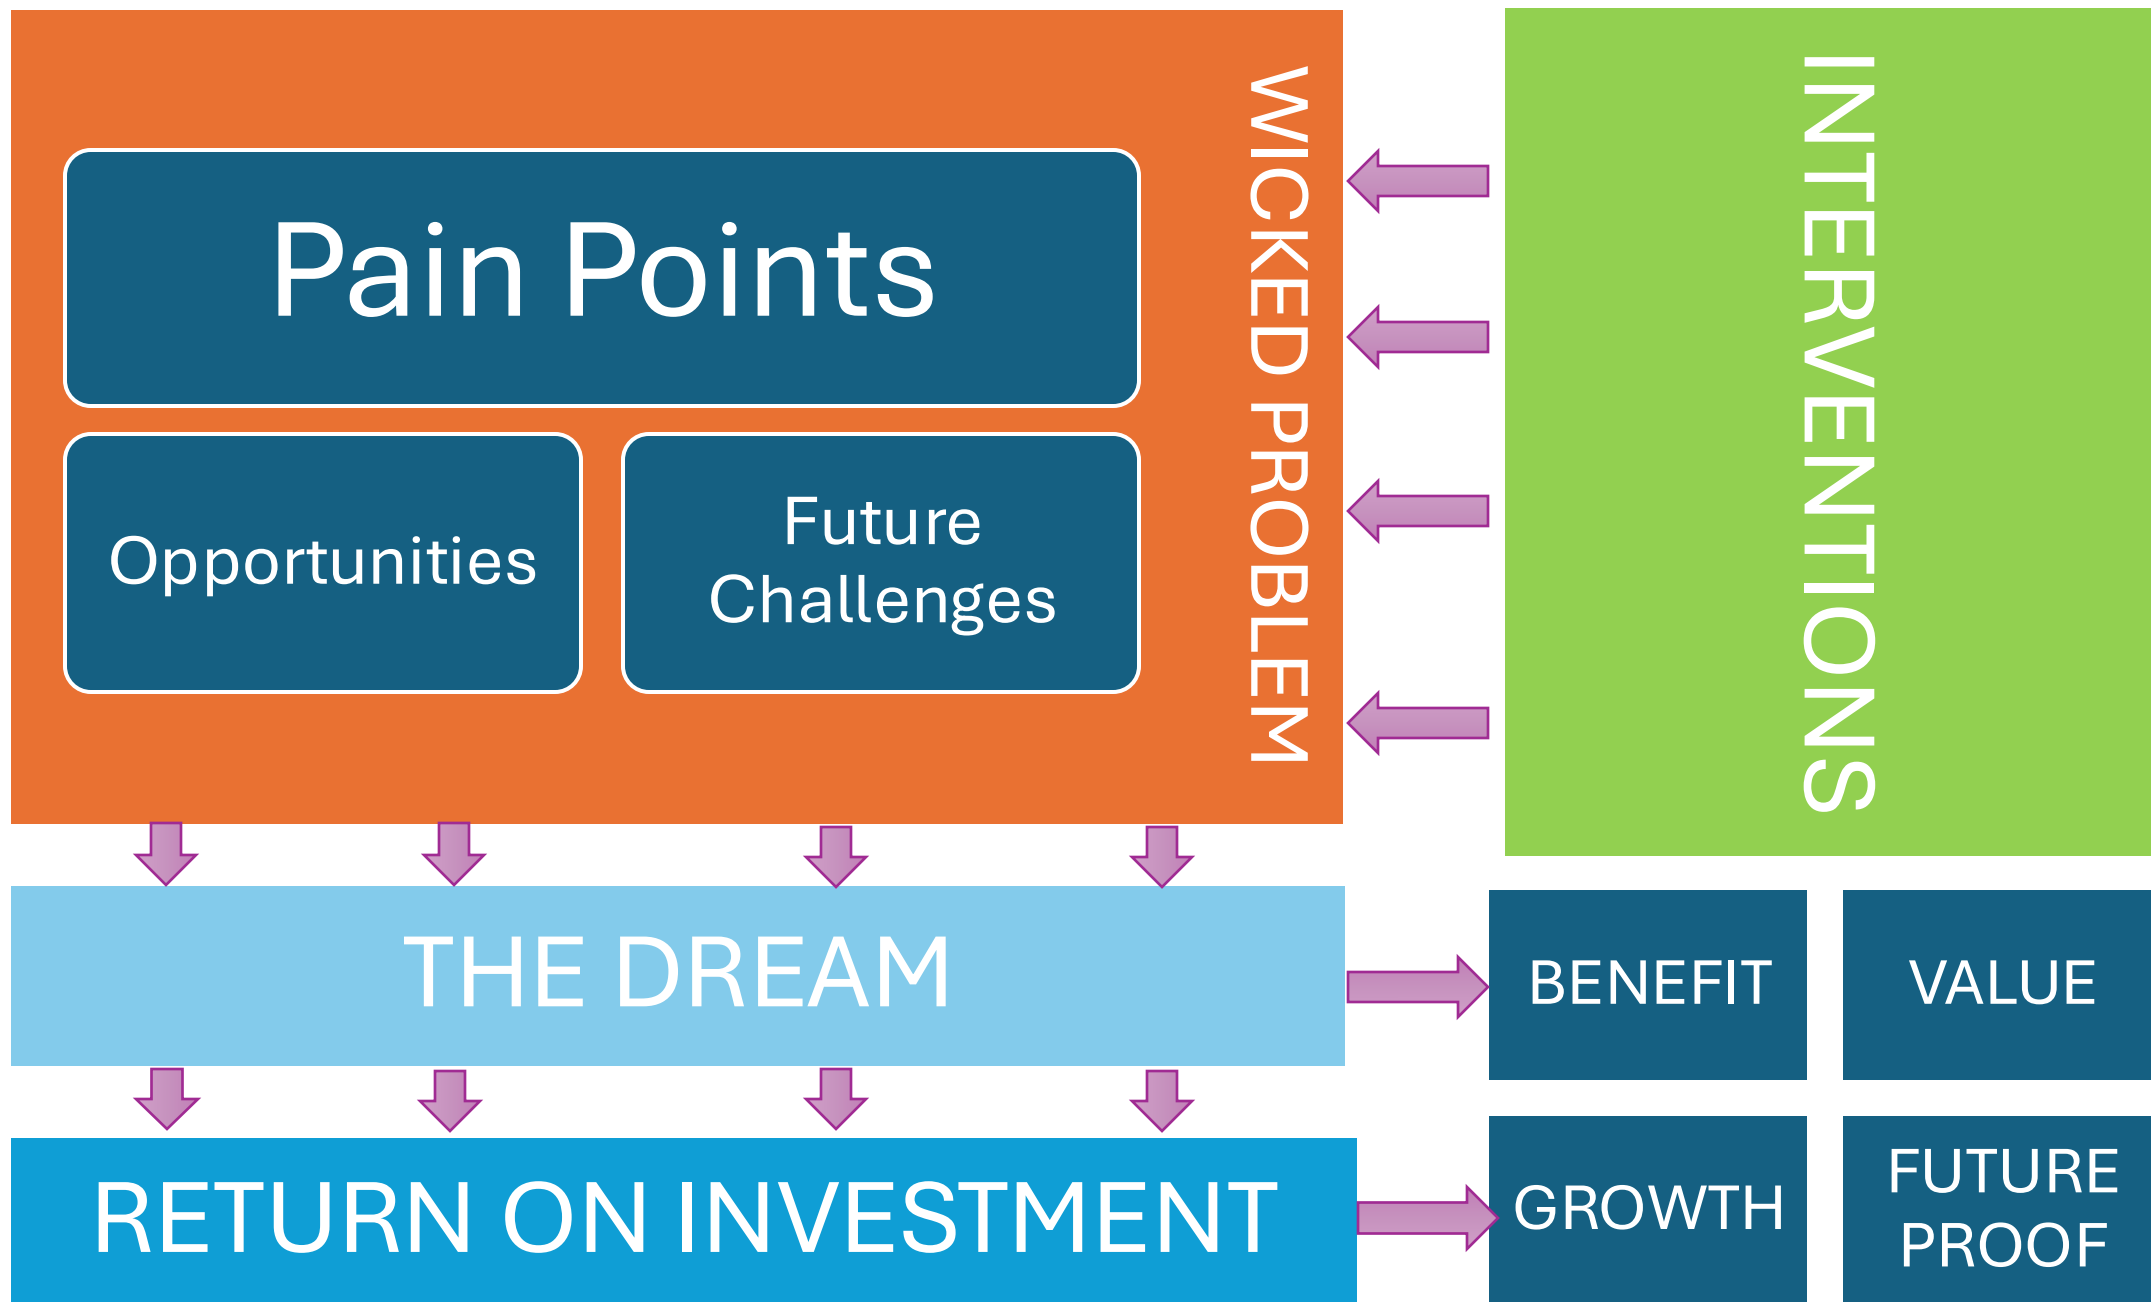 Pain Points
Opportunities
Future
Challenges
WICKED PROBLEM
INTERVENTIONS
THE DREAM
BENEFIT
VALUE
RETURN ON INVESTMENT
GROWTH
FUTURE
PROOF